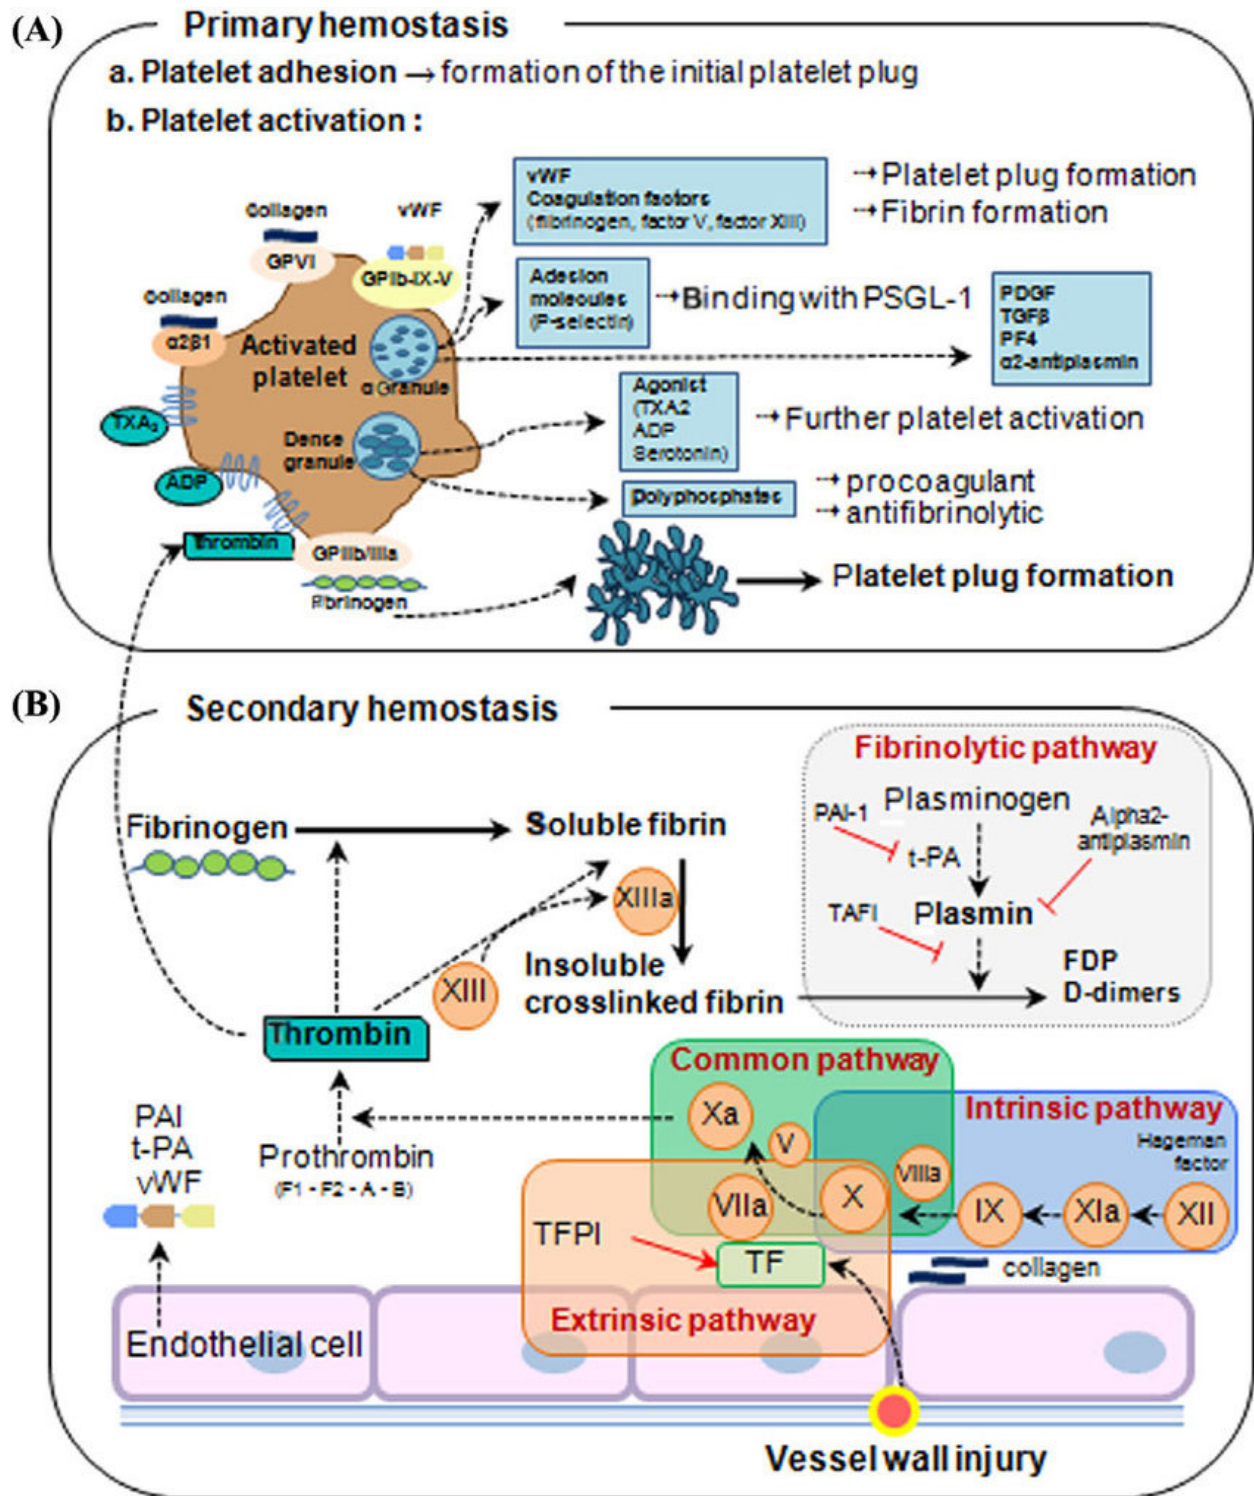 (A)
Primary hemostasis
a. Platelet adhesion → formation of the initial platelet plug
b. Platelet activation :
vWF
Coagulation factors
(fibrinogen, factor V, factor XIII)
⇢ Platelet plug formation
⇢ Fibrin formation
Collagen
GPVI
vWF
GPIb-IX-V
Collagen
α2β1
Activated
platelet
α Granule
Adesion
molecules
(P-selectin)
⇢ Binding with PSGL-1
PDGF
TGFβ
PF4
α2-antiplasmin
TXA₂
Dense
granule
Agonist
(TXA2
ADP
Serotonin)
⇢ Further platelet activation
ADP
polyphosphates
⇢ procoagulant
⇢ antifibrinolytic
Thrombin
GPIIb/IIIa
Fibrinogen
Platelet plug formation
(B)
Secondary hemostasis
Fibrinolytic pathway
Fibrinogen
Soluble fibrin
PAI-1
Plasminogen
Alpha2-
antiplasmin
t-PA
XIIIa
TAFI
Plasmin
XIII
Insoluble
crosslinked fibrin
FDP
D-dimers
Thrombin
Common pathway
Xa
V
Intrinsic pathway
Hageman
factor
PAI
t-PA
vWF
Prothrombin
(F1 - F2 - A - B)
VIIa
X
VIIIa
IX
XIa
XII
TFPI
TF
collagen
Extrinsic pathway
Endothelial cell
Vessel wall injury